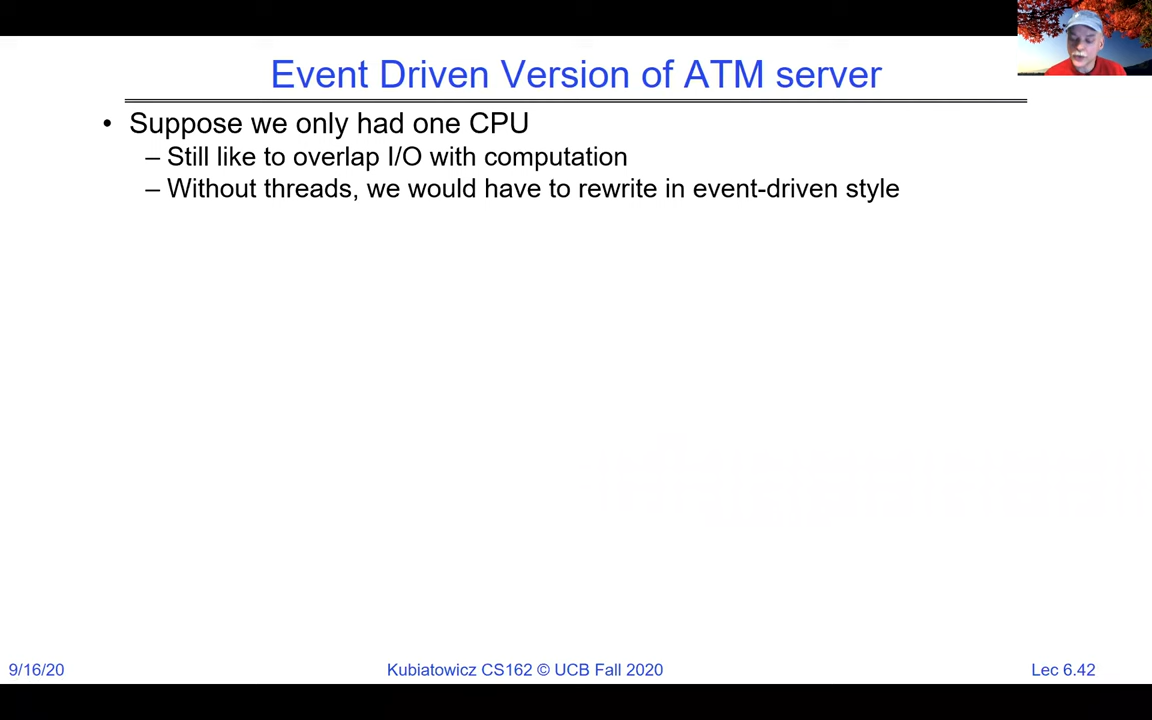 Event Driven Version of ATM server
• Suppose we only had one CPU
– Still like to overlap I/O with computation
– Without threads, we would have to rewrite in event-driven style
9/16/20
Kubiatowicz CS162 © UCB Fall 2020
Lec 6.42